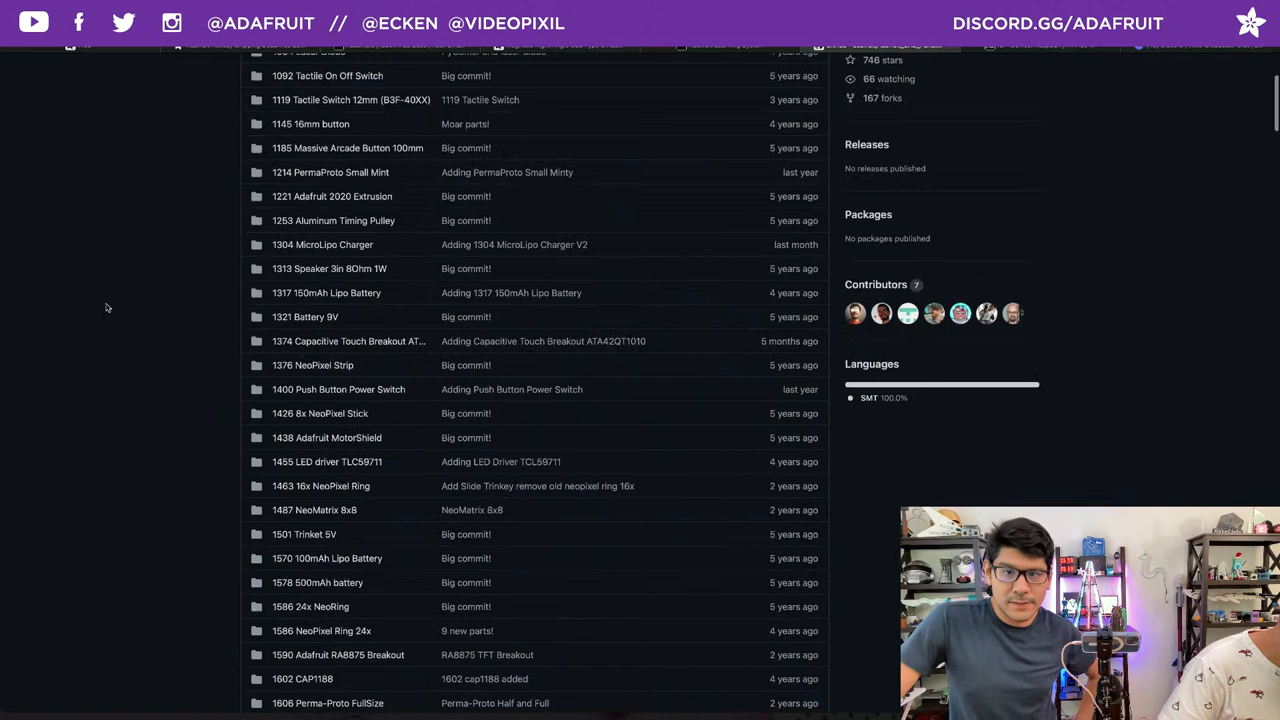 @ADAFRUIT // @ECKEN @VIDEOPIXIL DISCORD.GG/ADAFRUIT
746 stars
1092 Tactile On Off Switch Big commit! 5 years ago
66 watching
1119 Tactile Switch 12mm (B3F-40XX) 1119 Tactile Switch 3 years ago
167 forks
1145 16mm button Moar parts! 4 years ago
1185 Massive Arcade Button 100mm Big commit! 5 years ago
Releases
1214 PermaProto Small Mint Adding PermaProto Small Minty last year
No releases published
1221 Adafruit 2020 Extrusion Big commit! 5 years ago
1253 Aluminum Timing Pulley Big commit! 5 years ago
Packages
1304 MicroLipo Charger Adding 1304 MicroLipo Charger V2 last month
No packages published
1313 Speaker 3in 8Ohm 1W Big commit! 5 years ago
1317 150mAh Lipo Battery Adding 1317 150mAh Lipo Battery 4 years ago
Contributors 7
1321 Battery 9V Big commit! 5 years ago
1374 Capacitive Touch Breakout AT... Adding Capacitive Touch Breakout ATA42QT1010 5 months ago
1376 NeoPixel Strip Big commit! 5 years ago
Languages
1400 Push Button Power Switch Adding Push Button Power Switch last year
SMT 100.0%
1426 8x NeoPixel Stick Big commit! 5 years ago
1438 Adafruit MotorShield Big commit! 5 years ago
1455 LED driver TLC59711 Adding LED Driver TCL59711 4 years ago
1463 16x NeoPixel Ring Add Slide Trinkey remove old neopixel ring 16x 2 years ago
1487 NeoMatrix 8x8 NeoMatrix 8x8 2 years ago
1501 Trinket 5V Big commit! 5 years ago
1570 100mAh Lipo Battery Big commit! 5 years ago
1578 500mAh battery Big commit! 5 years ago
1586 24x NeoRing Big commit! 5 years ago
1586 NeoPixel Ring 24x 9 new parts! 4 years ago
1590 Adafruit RA8875 Breakout RA8875 TFT Breakout 2 years ago
1602 CAP1188 1602 cap1188 added 4 years ago
1606 Perma-Proto FullSize Perma-Proto Half and Full 2 years ago